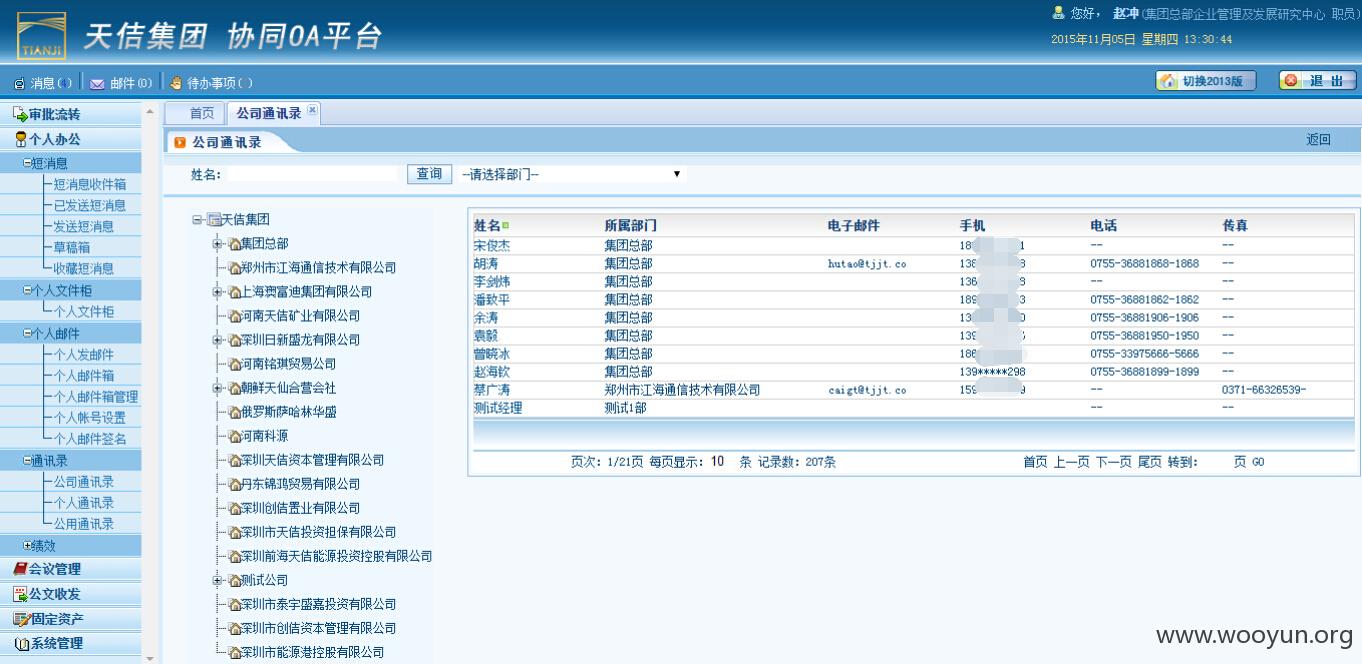 天佶集团 协同OA平台
TIANJI
您好， 赵冲(集团总部企业管理及发展研究中心 职员)
2015年11月05日 星期四 13:30:44
消息( ) 邮件(0) 待办事项( )
切换2013版 退 出
审批流转
个人办公
短消息
短消息收件箱
已发送短消息
发送短消息
草稿箱
收藏短消息
个人文件柜
个人文件柜
个人邮件
个人发邮件
个人邮件箱
个人邮件箱管理
个人帐号设置
个人邮件签名
通讯录
公司通讯录
个人通讯录
公用通讯录
绩效
会议管理
公文收发
固定资产
系统管理
首页 公司通讯录
公司通讯录 返回
姓名： 查询 --请选择部门--
天佶集团
集团总部
郑州市江海通信技术有限公司
上海澳富迪集团有限公司
河南天佶矿业有限公司
深圳日新盛龙有限公司
河南铭琪贸易公司
朝鲜天仙合营会社
俄罗斯萨哈林华盛
河南科源
深圳天佶资本管理有限公司
丹东锦鸿贸易有限公司
深圳创佶置业有限公司
深圳市天佶投资担保有限公司
深圳前海天佶能源投资控股有限公司
测试公司
深圳市泰宇盛嘉投资有限公司
深圳市创佶资本管理有限公司
深圳市能源港控股有限公司
姓名 所属部门 电子邮件 手机 电话 传真
宋俊杰 集团总部 18 1 -- --
胡涛 集团总部 hutao@tjjt.co 138 8 0755-36881868-1868 --
李剑炜 集团总部 136 -- --
潘致平 集团总部 189 3 0755-36881862-1862 --
余涛 集团总部 13 0 0755-36881906-1906 --
袁毅 集团总部 139 0755-36881950-1950 --
曾晓冰 集团总部 186 0755-33975666-5666 --
赵海钦 集团总部 139*****298 0755-36881899-1899 --
禁广涛 郑州市江海通信技术有限公司 caigt@tjjt.co 159 9 -- 0371-66326539-
测试经理 测试1部 -- --
页次：1/21页 每页显示：10 条 记录数：207条 首页 上一页 下一页 尾页 转到： 页 GO
www.wooyun.org